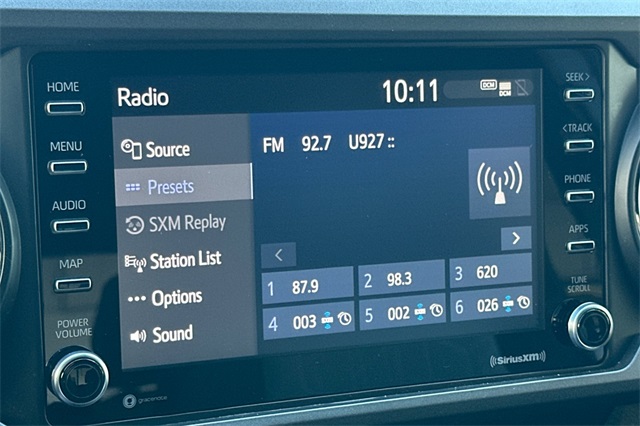 HOME
MENU
AUDIO
MAP
POWER
VOLUME
Radio
10:11
DCM
DCM
Source
Presets
SXM Replay
Station List
Options
Sound
FM 92.7 U927 ::
<
>
1 87.9
2 98.3
3 620
4 003
5 002
6 026
SEEK >
< TRACK
PHONE
APPS
TUNE
SCROLL
gracenote
((SiriusXM))